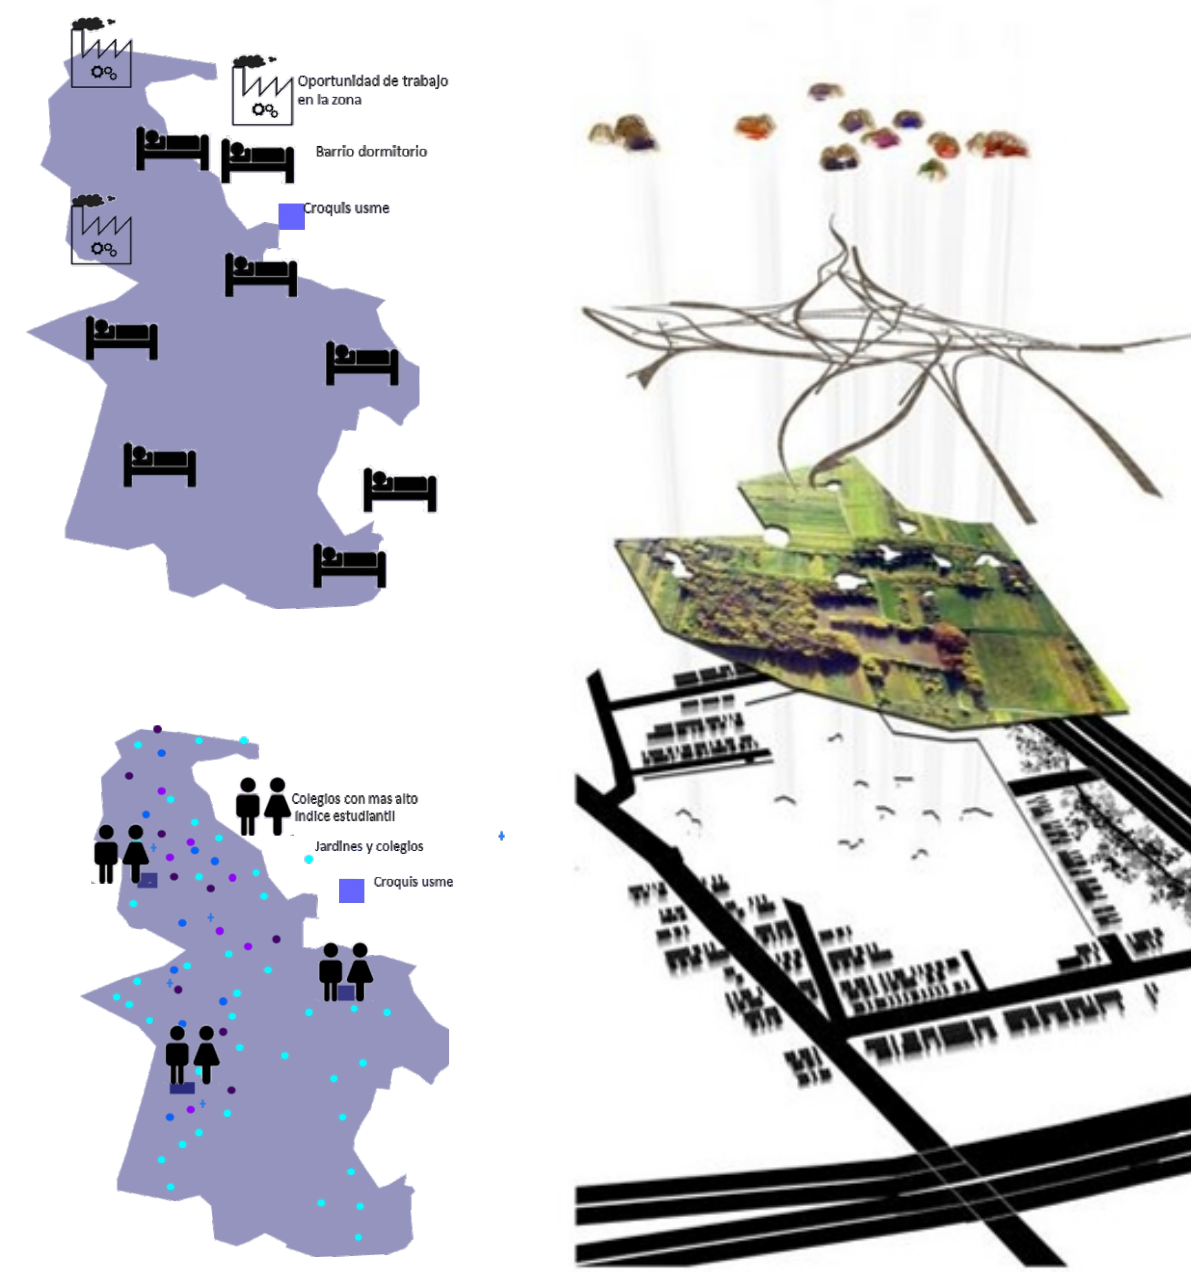 Oportunidad de trabajo
en la zona
Barrio dormitorio
Croquis usme
Colegios con mas alto
índice estudiantil
Jardines y colegios
Croquis usme